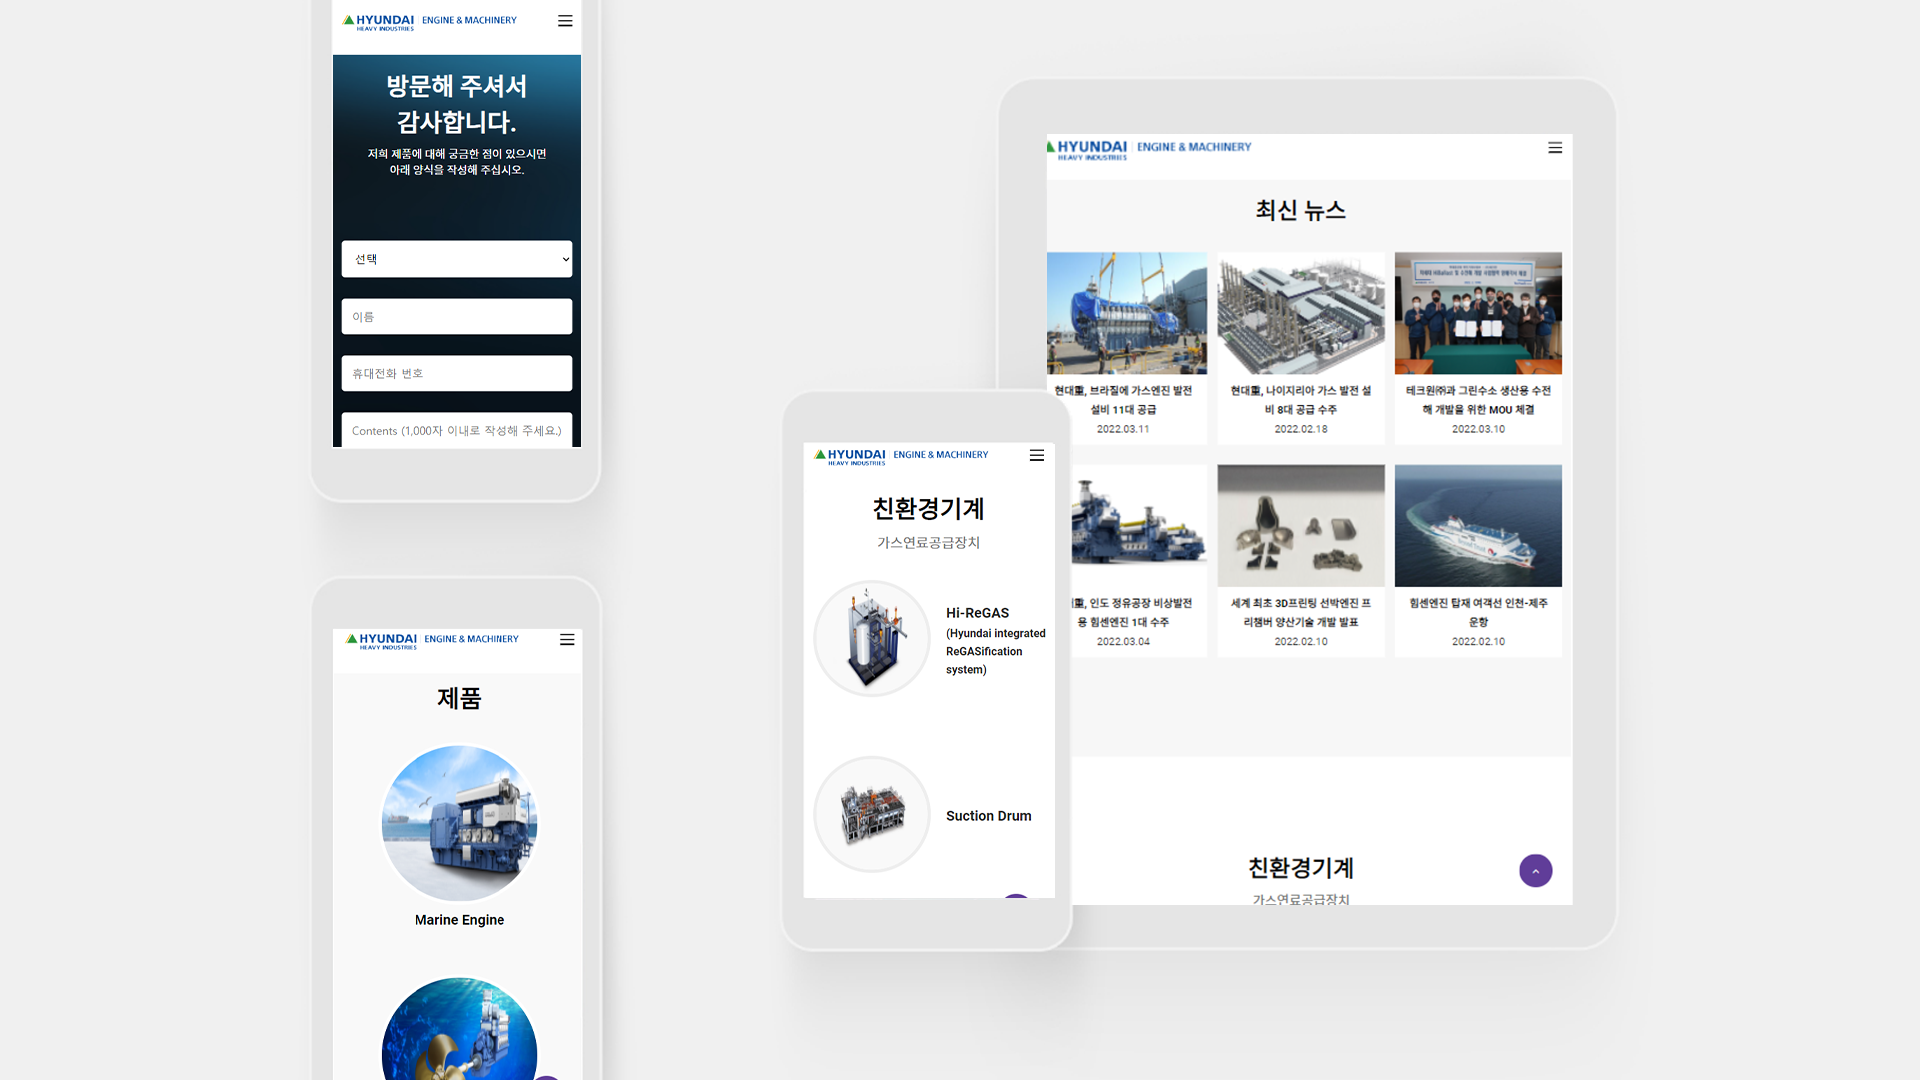 HYUNDAI
HEAVY INDUSTRIES
ENGINE & MACHINERY
방문해 주셔서
감사합니다.
저희 제품에 대해 궁금한 점이 있으시면
아래 양식을 작성해 주십시오.
선택
이름
휴대전화 번호
Contents (1,000자 이내로 작성해 주세요.)
HYUNDAI
HEAVY INDUSTRIES
ENGINE & MACHINERY
제품
Marine Engine
HYUNDAI
HEAVY INDUSTRIES
ENGINE & MACHINERY
친환경기계
가스연료공급장치
Hi-ReGAS
(Hyundai integrated
ReGASification
system)
Suction Drum
HYUNDAI
HEAVY INDUSTRIES
ENGINE & MACHINERY
최신 뉴스
현대重, 브라질에 가스엔진 발전
설비 11대 공급
2022.03.11
현대重, 나이지리아 가스 발전 설
비 8대 공급 수주
2022.02.18
테크원㈜과 그린수소 생산용 수전
해 개발을 위한 MOU 체결
2022.03.10
重, 인도 정유공장 비상발전
용 힘센엔진 1대 수주
2022.03.04
세계 최초 3D프린팅 선박엔진 프
리챔버 양산기술 개발 발표
2022.02.10
힘센엔진 탑재 여객선 인천-제주
운항
2022.02.10
친환경기계
가스연료공급장치